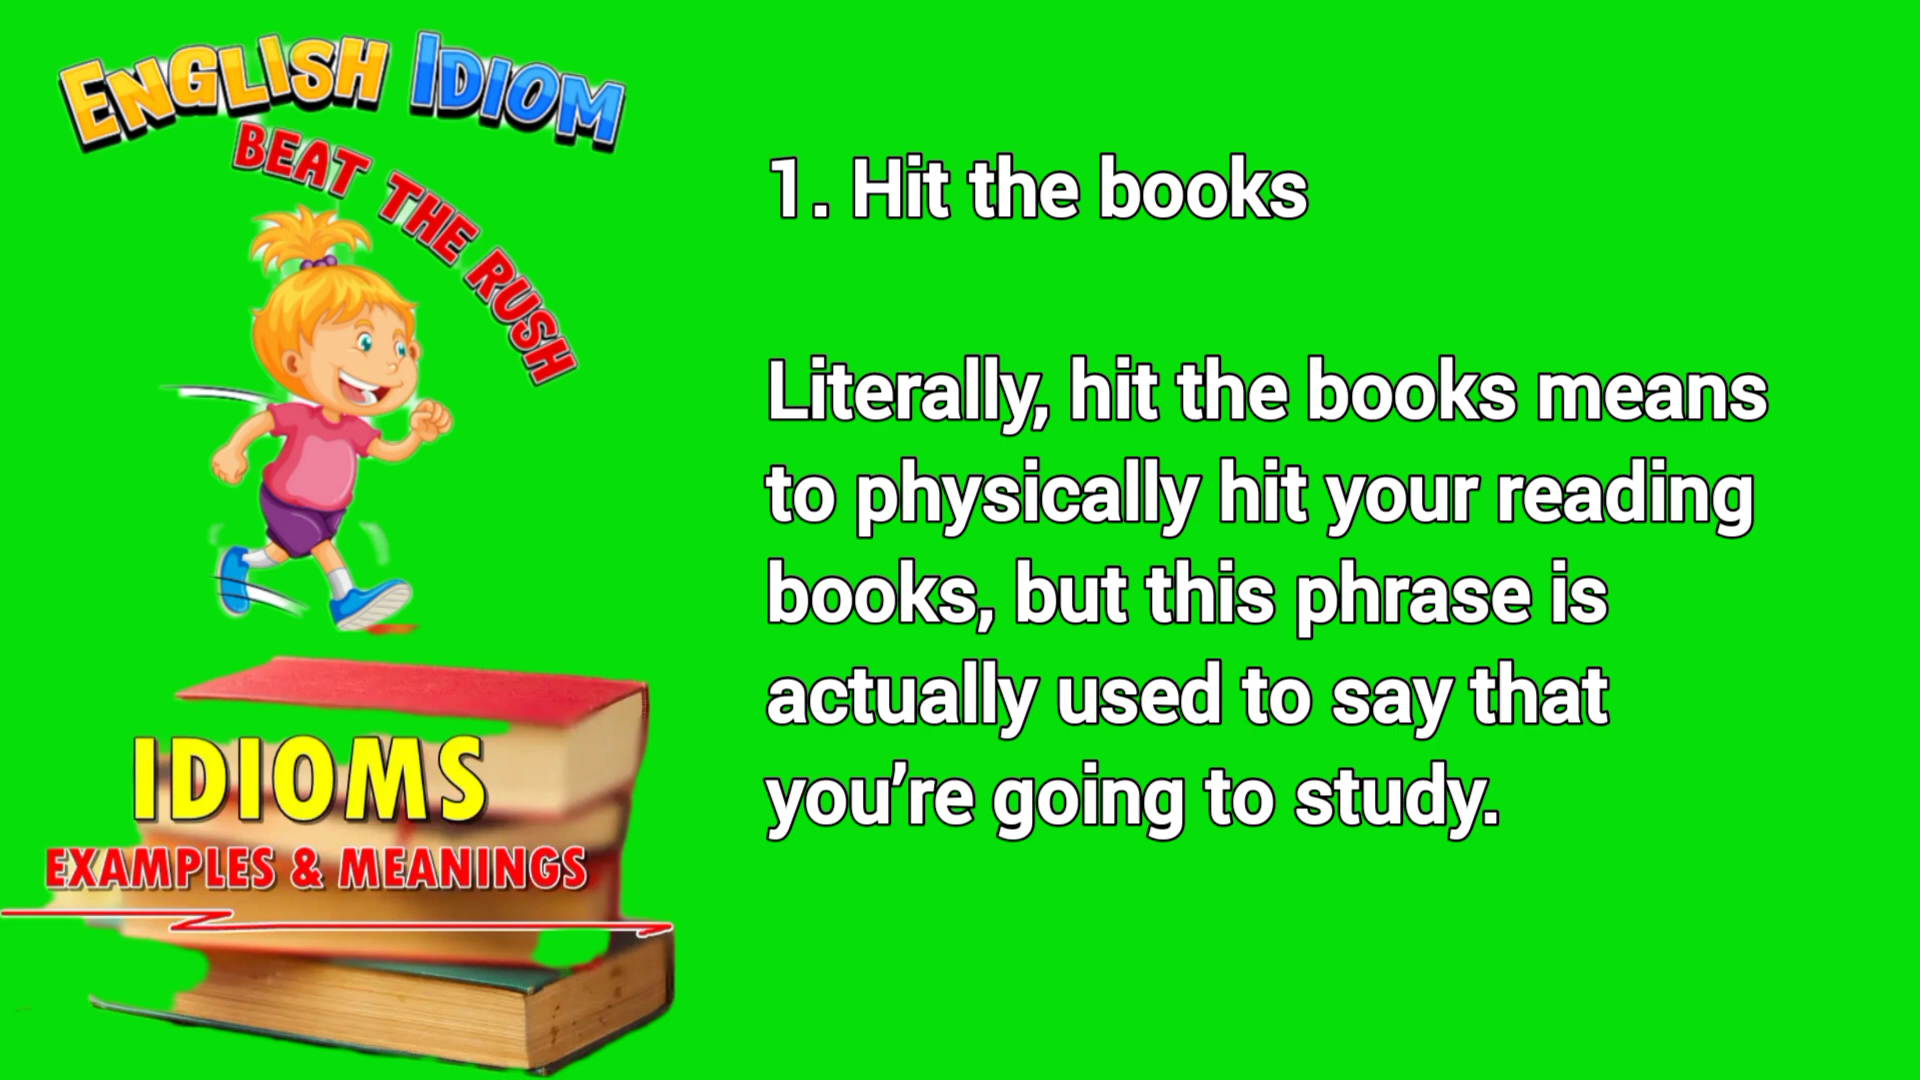 ENGLISH IDIOM
BEAT THE RUSH
IDIOMS
EXAMPLES & MEANINGS
1. Hit the books
Literally, hit the books means
to physically hit your reading
books, but this phrase is
actually used to say that
you’re going to study.